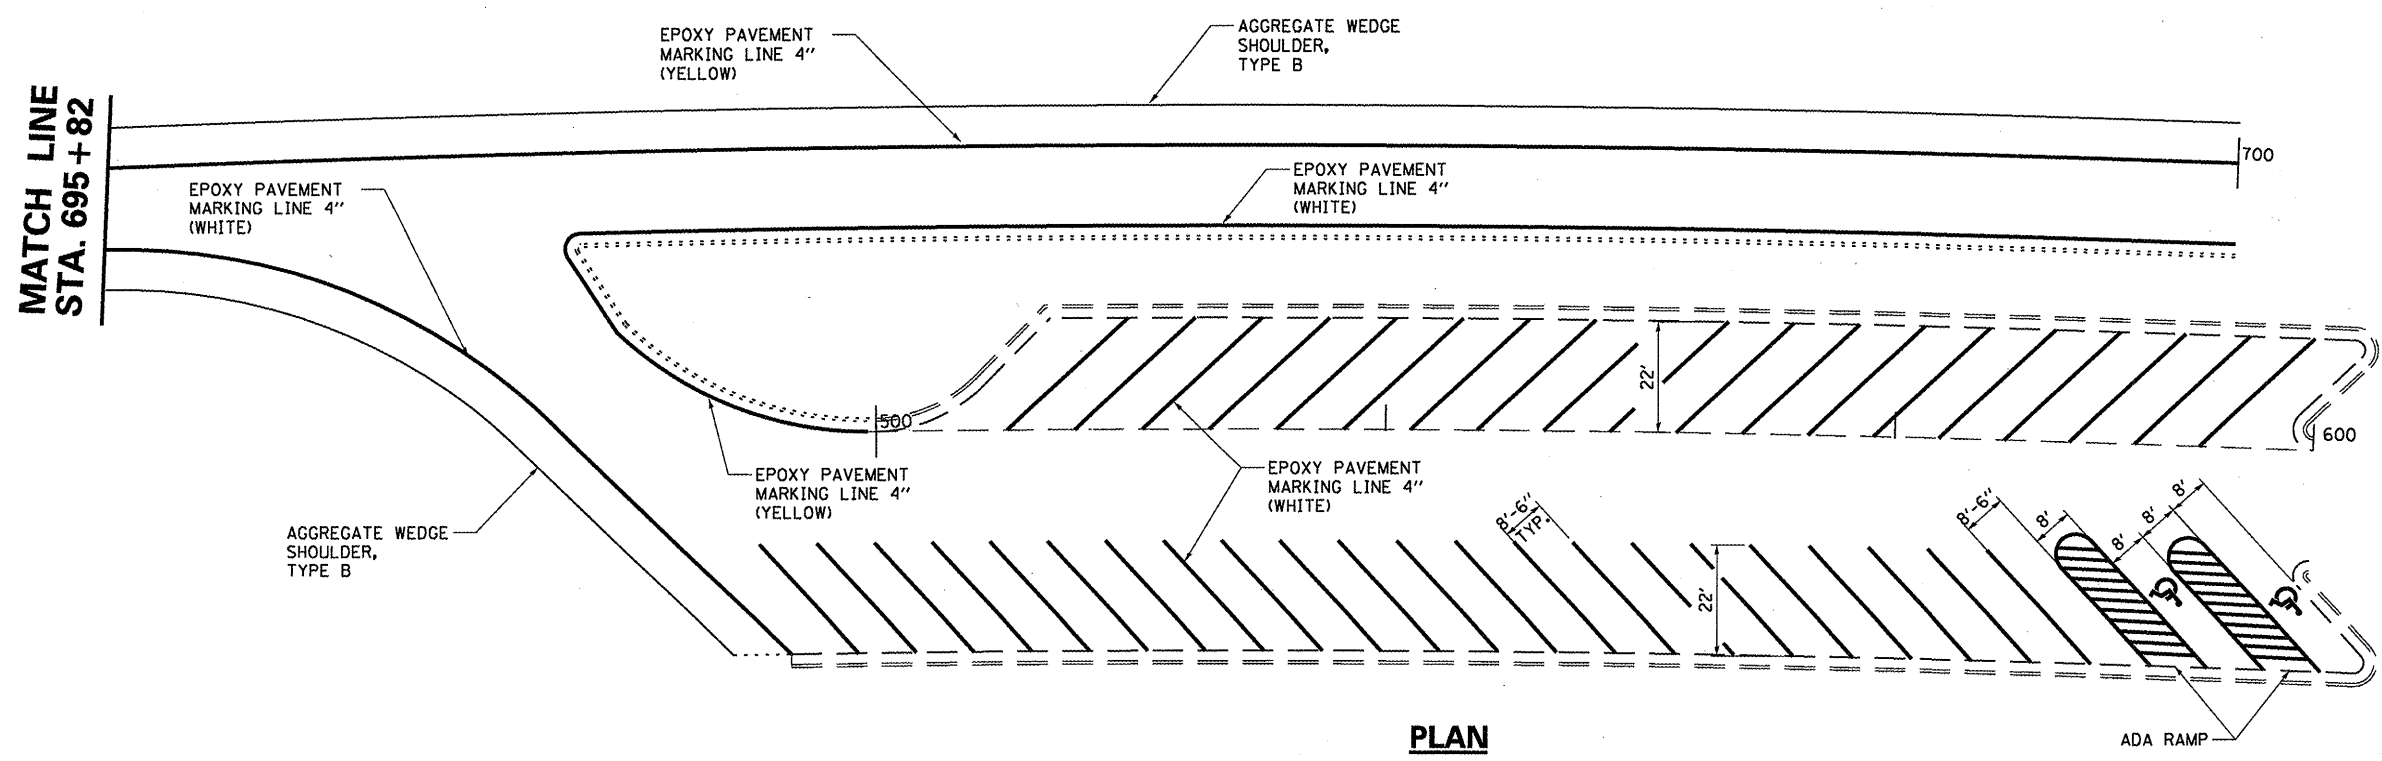 MATCH LINE
STA. 695+82
EPOXY PAVEMENT
MARKING LINE 4"
(YELLOW)
AGGREGATE WEDGE
SHOULDER,
TYPE B
EPOXY PAVEMENT
MARKING LINE 4"
(WHITE)
EPOXY PAVEMENT
MARKING LINE 4"
(WHITE)
700
22'
500
600
EPOXY PAVEMENT
MARKING LINE 4"
(YELLOW)
EPOXY PAVEMENT
MARKING LINE 4"
(WHITE)
AGGREGATE WEDGE
SHOULDER,
TYPE B
8'-6"
TYP.
22'
8'-6"
8'
8'
8'
8'
ADA RAMP
PLAN